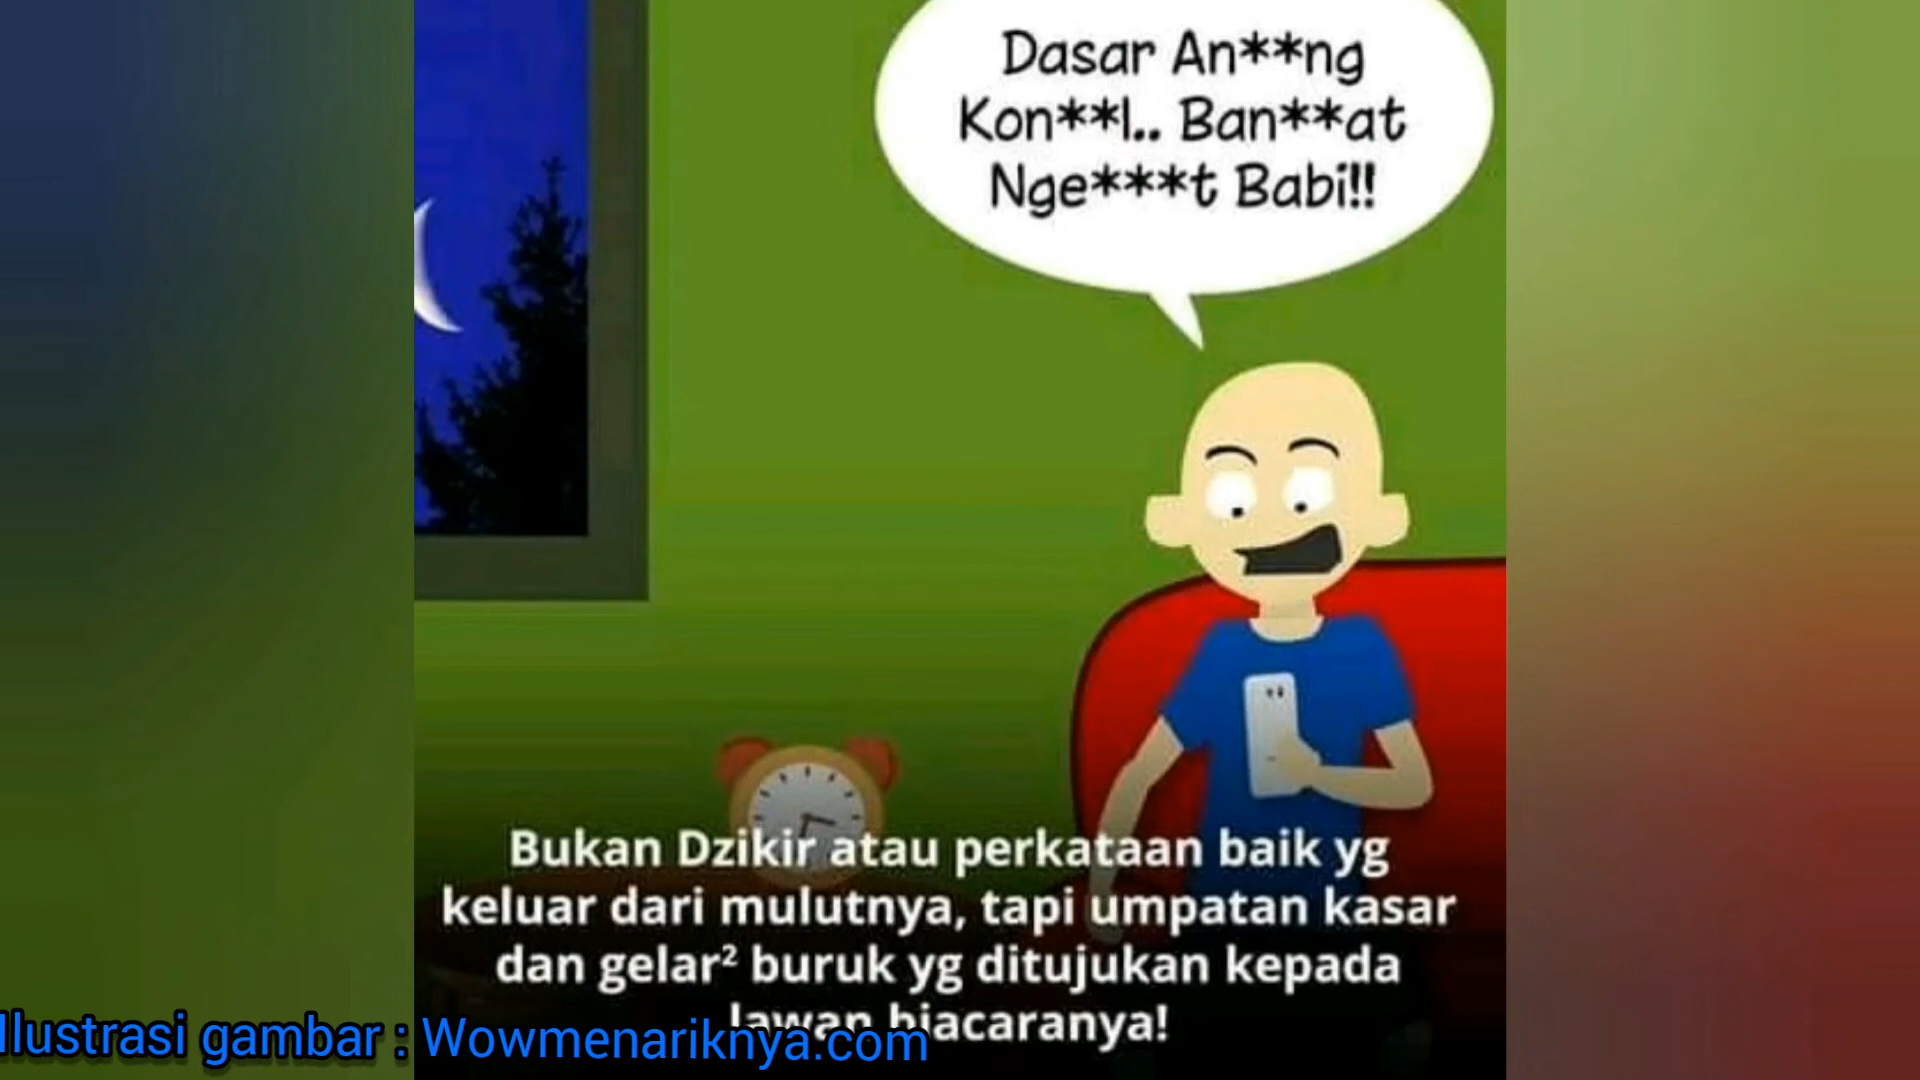 Dasar An**ng
Kon**l.. Ban**at
Nge***t Babi!!
Bukan Dzikir atau perkataan baik yg
keluar dari mulutnya, tapi umpatan kasar
dan gelar² buruk yg ditujukan kepada
lawan biacaranya!
Ilustrasi gambar : Wowmenariknya.com